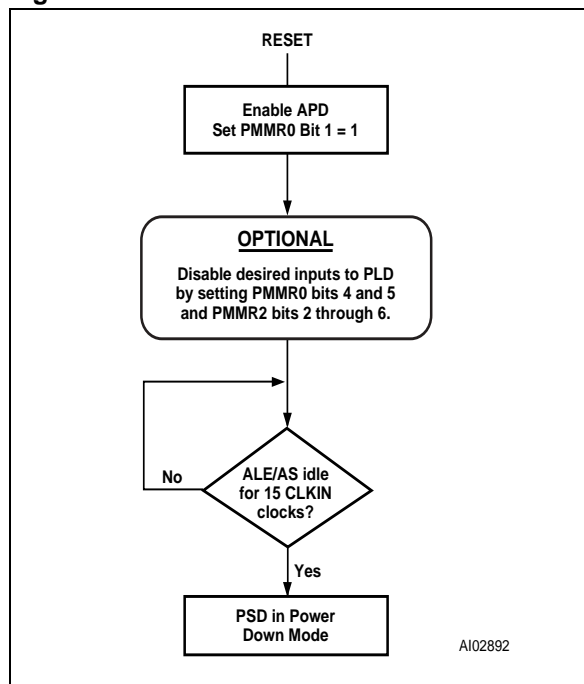 RESET
Enable APD
Set PMMR0 Bit 1 = 1
OPTIONAL
Disable desired inputs to PLD
by setting PMMR0 bits 4 and 5
and PMMR2 bits 2 through 6.
No
ALE/AS idle
for 15 CLKIN
clocks?
Yes
PSD in Power
Down Mode
AI02892